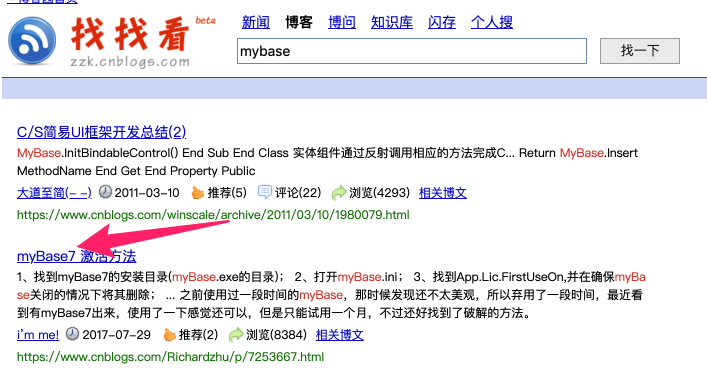 找找看 beta
zzk.cnblogs.com
新闻 博客 博问 知识库 闪存 个人搜
mybase 找一下
C/S简易UI框架开发总结(2)
MyBase.InitBindableControl() End Sub End Class 实体组件通过反射调用相应的方法完成C... Return MyBase.Insert
MethodName End Get End Property Public
大道至简(- -) 2011-03-10 推荐(5) 评论(22) 浏览(4293) 相关博文
https://www.cnblogs.com/winscale/archive/2011/03/10/1980079.html
myBase7 激活方法
1、找到myBase7的安装目录(myBase.exe的目录)； 2、打开myBase.ini； 3、找到App.Lic.FirstUseOn,并在确保myBa
se关闭的情况下将其删除； ... 之前使用过一段时间的myBase，那时候发现还不太美观，所以弃用了一段时间，最近看
到有myBase7出来，使用了一下感觉还可以，但是只能试用一个月，不过还好找到了破解的方法。
i'm me! 2017-07-29 推荐(2) 浏览(8384) 相关博文
https://www.cnblogs.com/Richardzhu/p/7253667.html